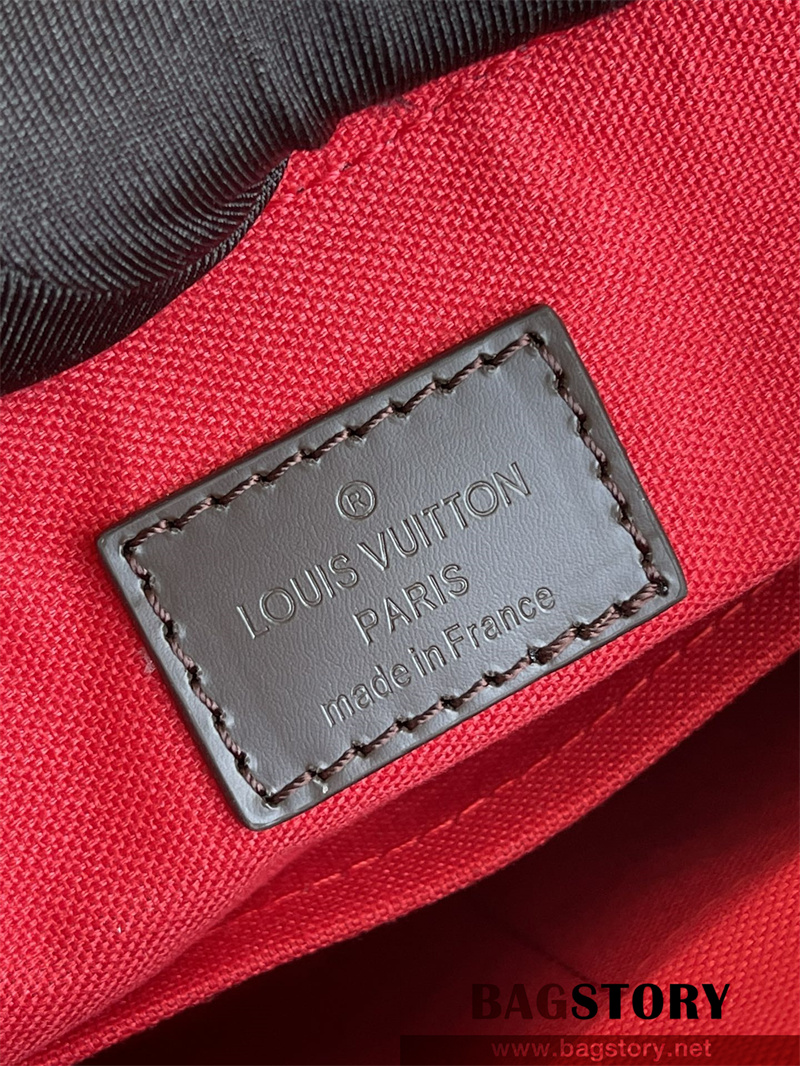 ®
LOUIS VUITTON
PARIS
made in France
BAGSTORY
www.bagstory.net